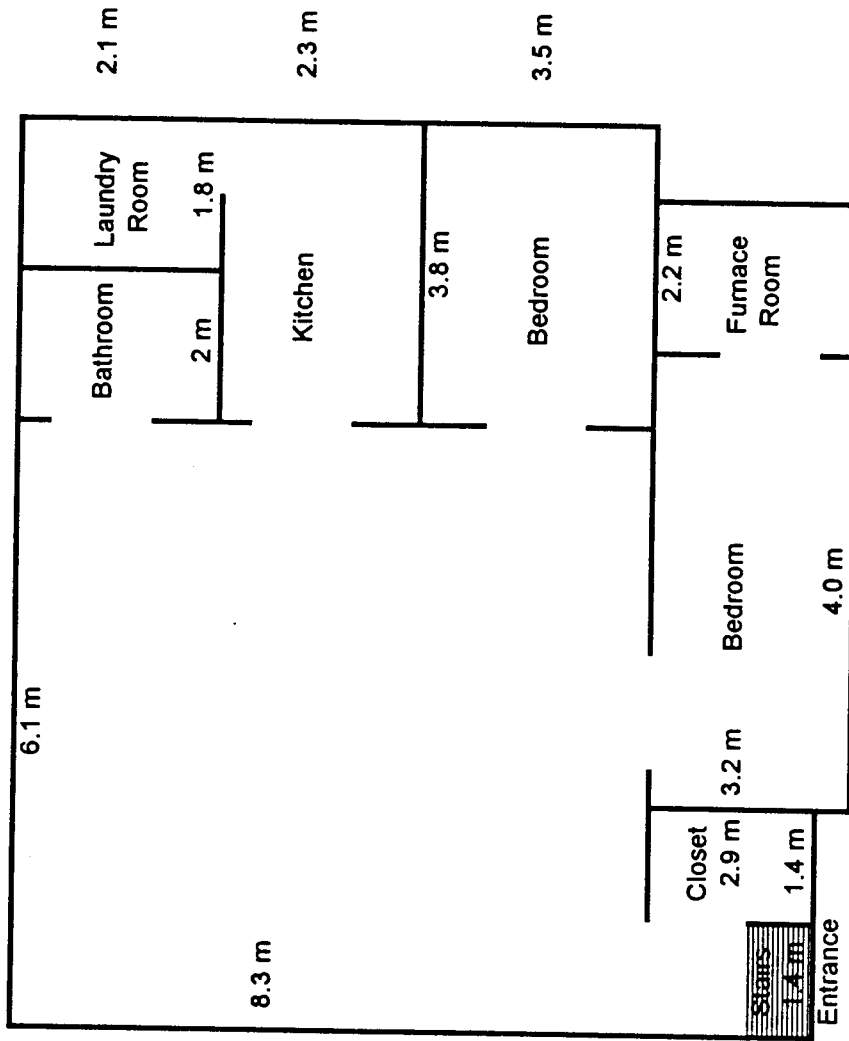 2.1 m
2.3 m
3.5 m
Laundry
Room
1.8 m
Bathroom
2 m
Kitchen
3.8 m
Bedroom
2.2 m
Furnace
Room
6.1 m
Bedroom
4.0 m
3.2 m
Closet
2.9 m
1.4 m
8.3 m
Stairs
1.4 m
Entrance